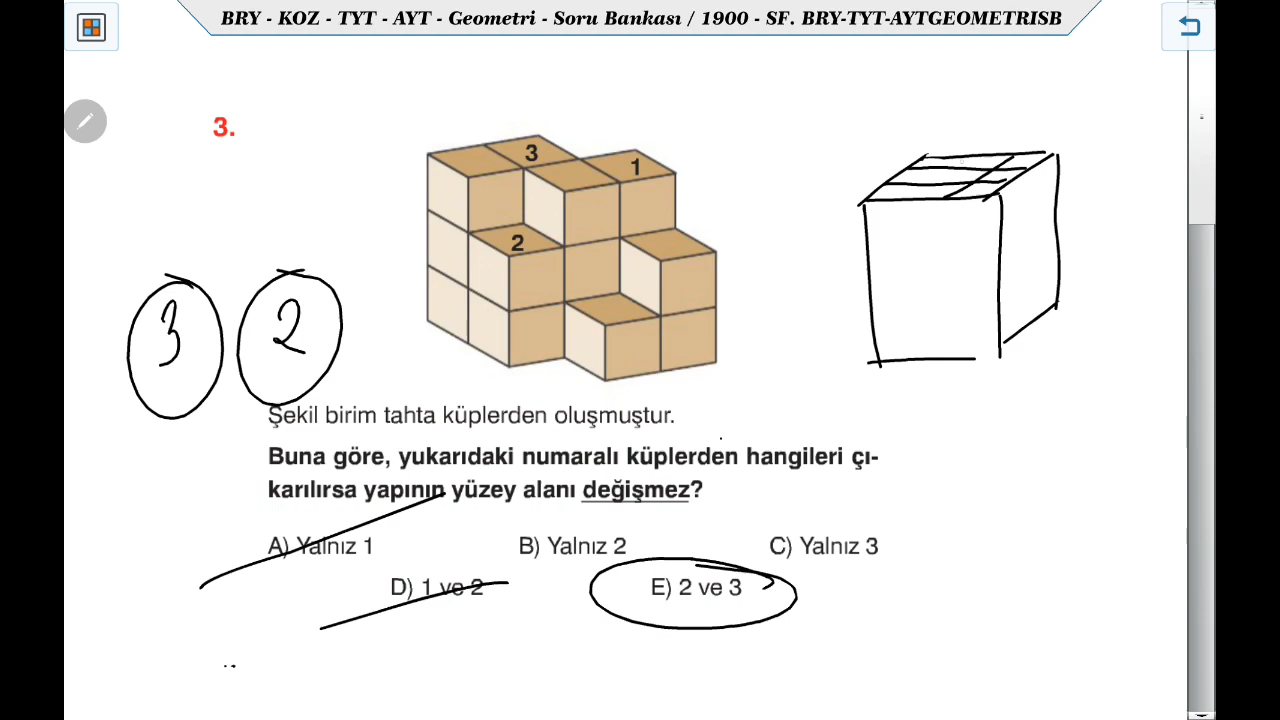 BRY - KOZ - TYT - AYT - Geometri - Soru Bankası / 1900 - SF. BRY-TYT-AYTGEOMETRISB
3.
3
1
2
3 2
Şekil birim tahta küplerden oluşmuştur.
Buna göre, yukarıdaki numaralı küplerden hangileri çı-
karılırsa yapının yüzey alanı değişmez?
A) Yalnız 1 B) Yalnız 2 C) Yalnız 3
D) 1 ve 2 E) 2 ve 3